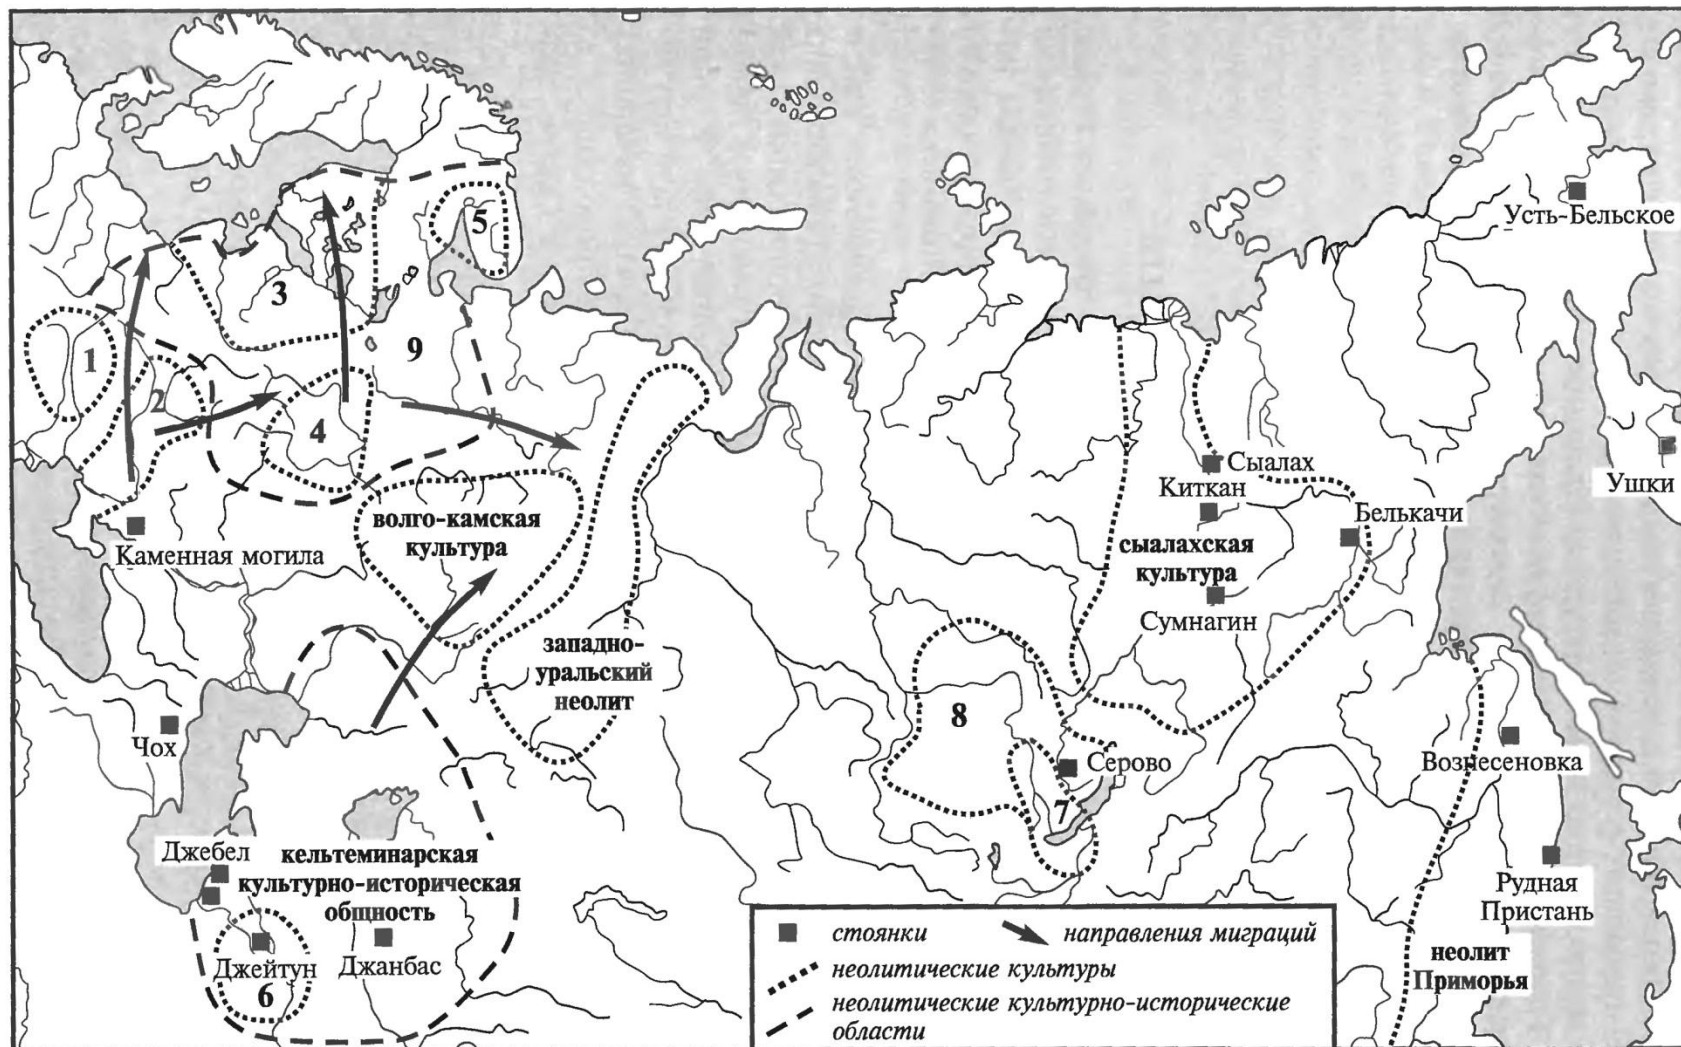 Усть-Бельское
5
3
1
9
2
4
Сыалах
Киткан
Ушки
Белькачи
волго-камская
культура
Каменная могила
сыалахская
культура
Сумнагин
западно-
уральский
неолит
8
Чох
Серово
Вознесеновка
7
Джебел
кельтеминарская
культурно-историческая
общность
Рудная
Пристань
Джейтун
Джанбас
6
неолит
Приморья
стоянки
направления миграций
неолитические культуры
неолитические культурно-исторические
области